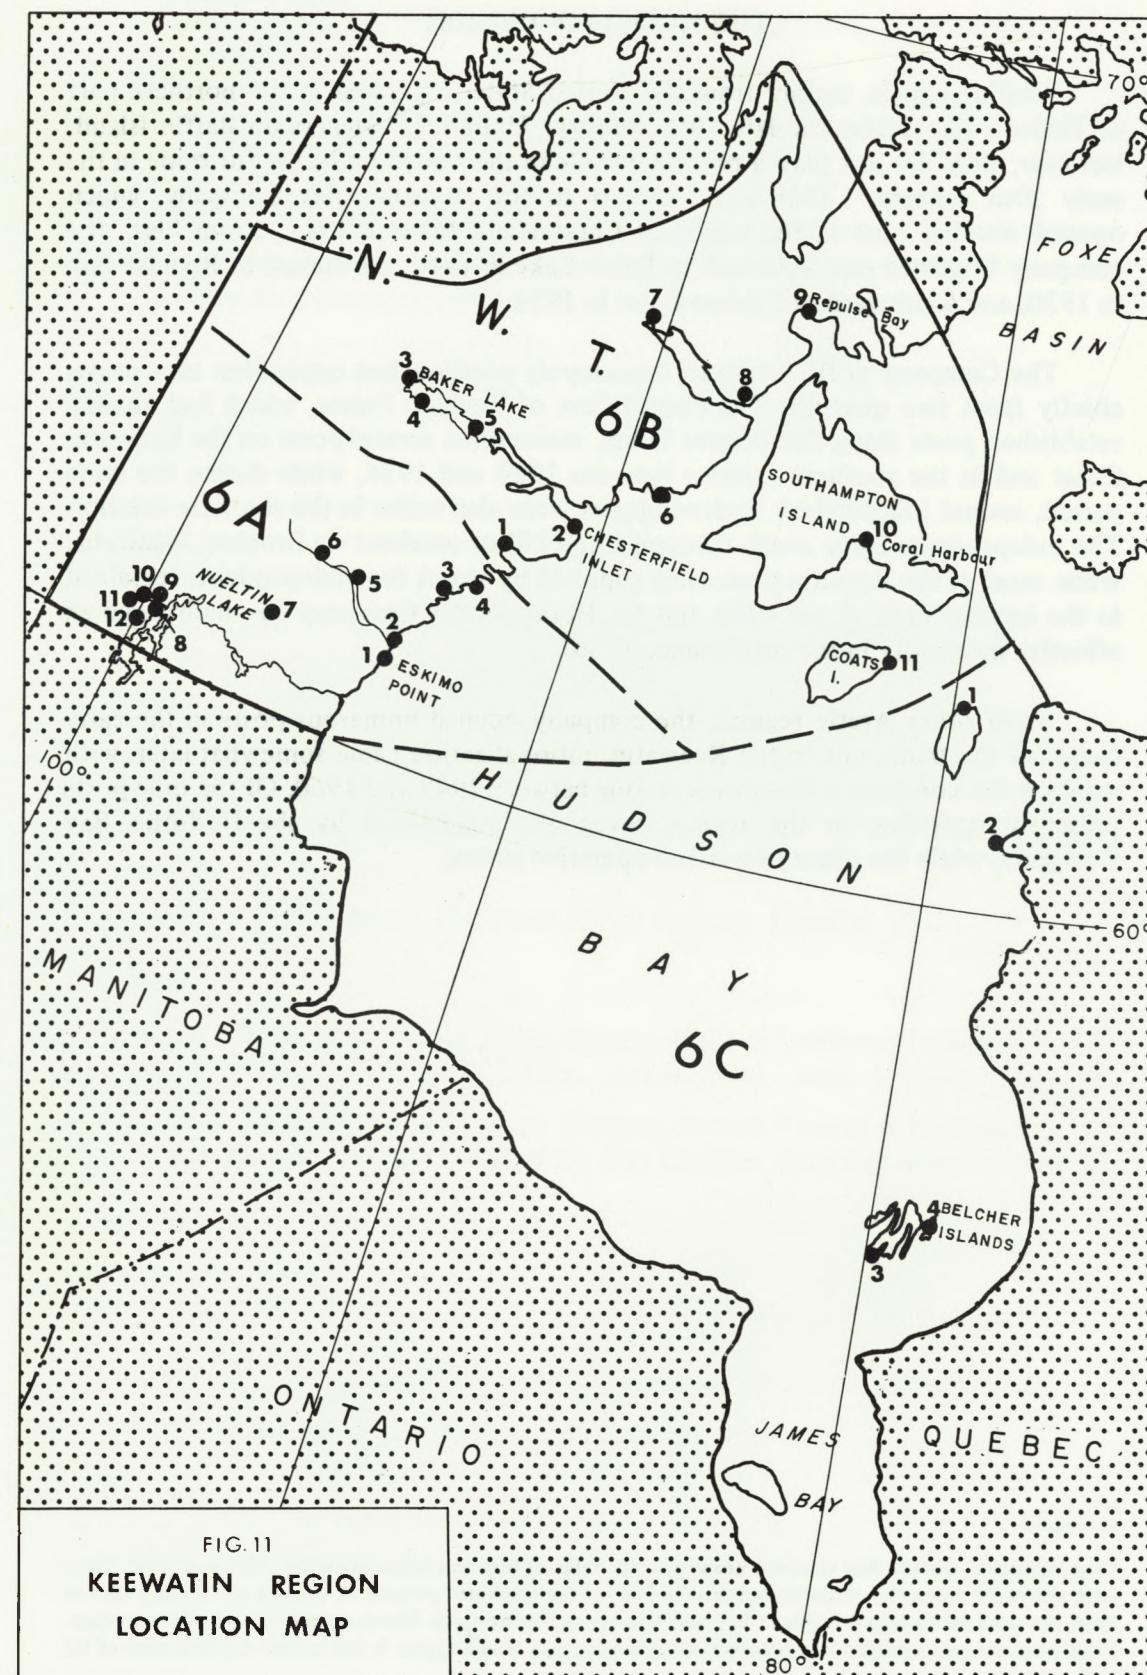 70°
FOXE
BASIN
N. W. T.
7
9 Repulse Bay
3
BAKER LAKE
4
5
8
6B
6
SOUTHAMPTON
ISLAND
10
Coral Harbour
6A
1
2
CHESTERFIELD
INLET
6
3
4
5
10 9
11
12
8
NUELTIN
LAKE
7
2
1
ESKIMO
POINT
COATS
I.
11
1
100°
HUDSON
2
60°
BAY
MANITOBA
6C
4 BELCHER
ISLANDS
3
ONTARIO
JAMES
BAY
QUEBEC
FIG. 11
KEEWATIN REGION
LOCATION MAP
80°